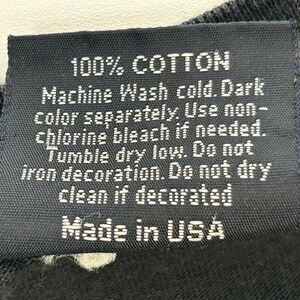 100% COTTON
Machine Wash cold. Dark
color separately. Use non-
chlorine bleach if needed.
Tumble dry low. Do not
iron decoration. Do not dry
clean if decorated
Made in USA